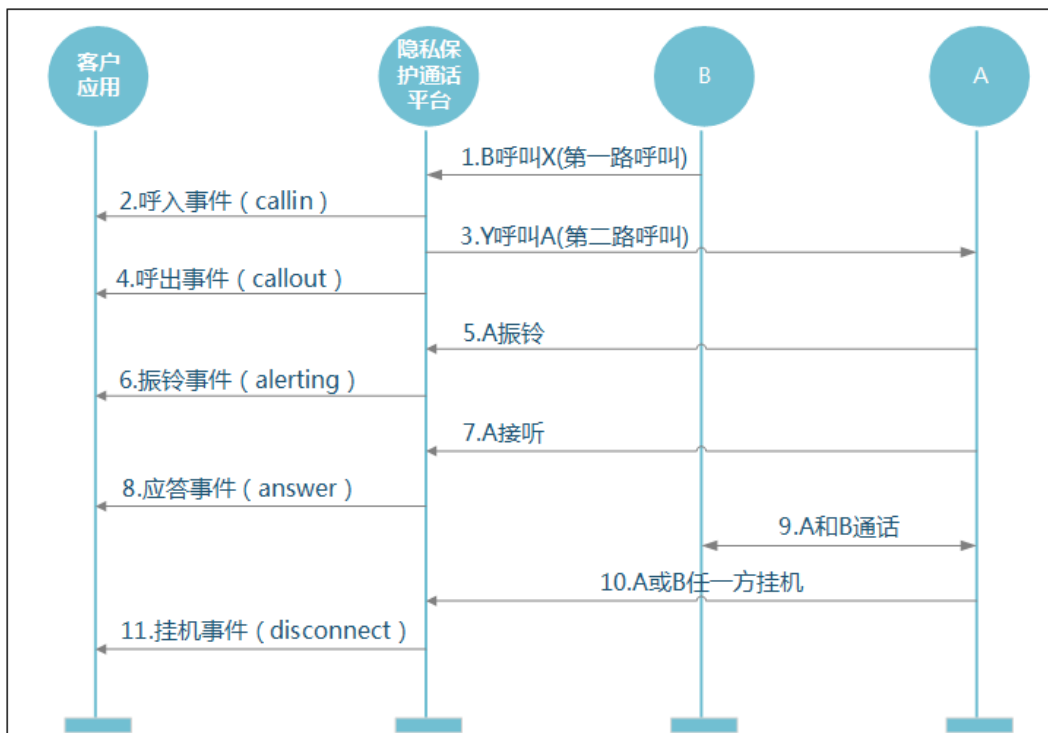 客户
应用
隐私保
护通话
平台
B
A
1.B呼叫X(第一路呼叫)
2.呼入事件（callin）
3.Y呼叫A(第二路呼叫)
4.呼出事件（callout）
5.A振铃
6.振铃事件（alerting）
7.A接听
8.应答事件（answer）
9.A和B通话
10.A或B任一方挂机
11.挂机事件（disconnect）